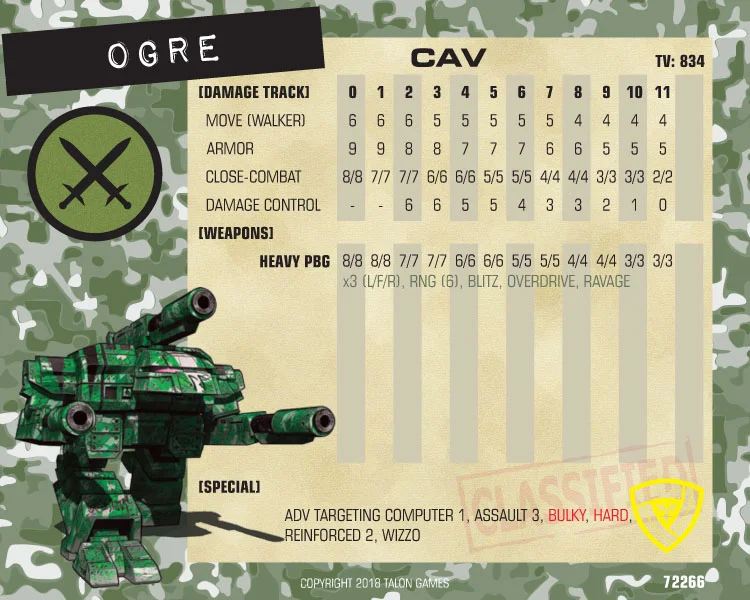 OGRE
CAV
TV: 834
[DAMAGE TRACK] 0 1 2 3 4 5 6 7 8 9 10 11
MOVE (WALKER) 6 6 6 5 5 5 5 5 4 4 4 4
ARMOR 9 9 8 8 7 7 7 6 6 5 5 5
CLOSE-COMBAT 8/8 7/7 7/7 6/6 6/6 5/5 5/5 4/4 4/4 3/3 3/3 2/2
DAMAGE CONTROL - - 6 6 5 5 4 3 3 2 1 0
[WEAPONS]
HEAVY PBG 8/8 8/8 7/7 7/7 6/6 6/6 5/5 5/5 4/4 4/4 3/3 3/3
x3 (L/F/R), RNG (6), BLITZ, OVERDRIVE, RAVAGE
[SPECIAL]
CLASSIFIED
ADV TARGETING COMPUTER 1, ASSAULT 3, BULKY, HARD,
REINFORCED 2, WIZZO
COPYRIGHT 2018 TALON GAMES
72266